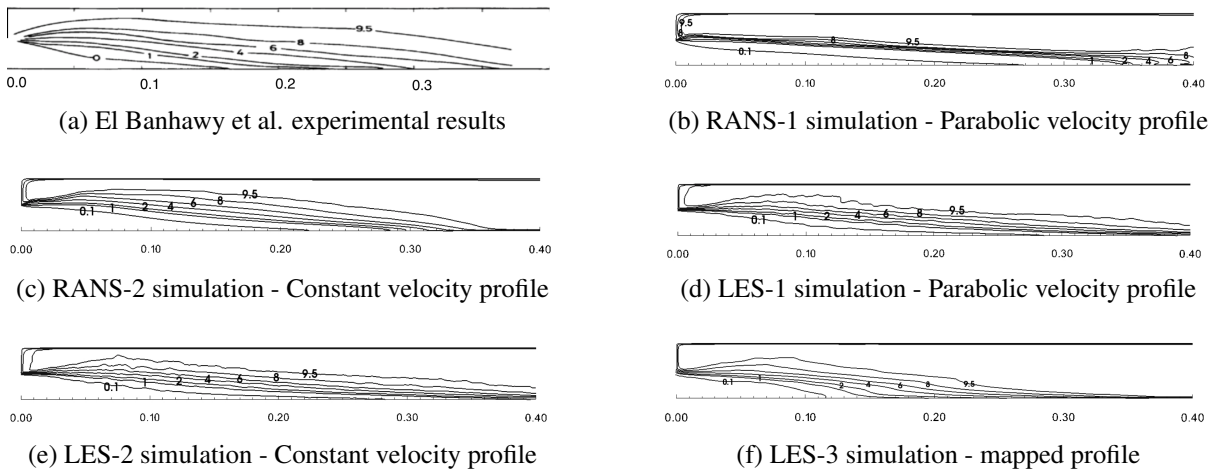 9.5
8
6
4
2
1
O
0.0 0.1 0.2 0.3
(a) El Banhawy et al. experimental results
9.5
8
8
9.5
0.1
1 2 4 6 8
0.00 0.10 0.20 0.30 0.40
(b) RANS-1 simulation - Parabolic velocity profile
0.1 1 2 4 6 8 9.5
0.00 0.10 0.20 0.30 0.40
(c) RANS-2 simulation - Constant velocity profile
0.1 1 2 4 6 8 9.5
0.00 0.10 0.20 0.30 0.40
(d) LES-1 simulation - Parabolic velocity profile
0.1 1 2 4 6 8 9.5
0.00 0.10 0.20 0.30 0.40
(e) LES-2 simulation - Constant velocity profile
0.1 1 2 4 6 8 9.5
0.00 0.10 0.20 0.30 0.40
(f) LES-3 simulation - mapped profile